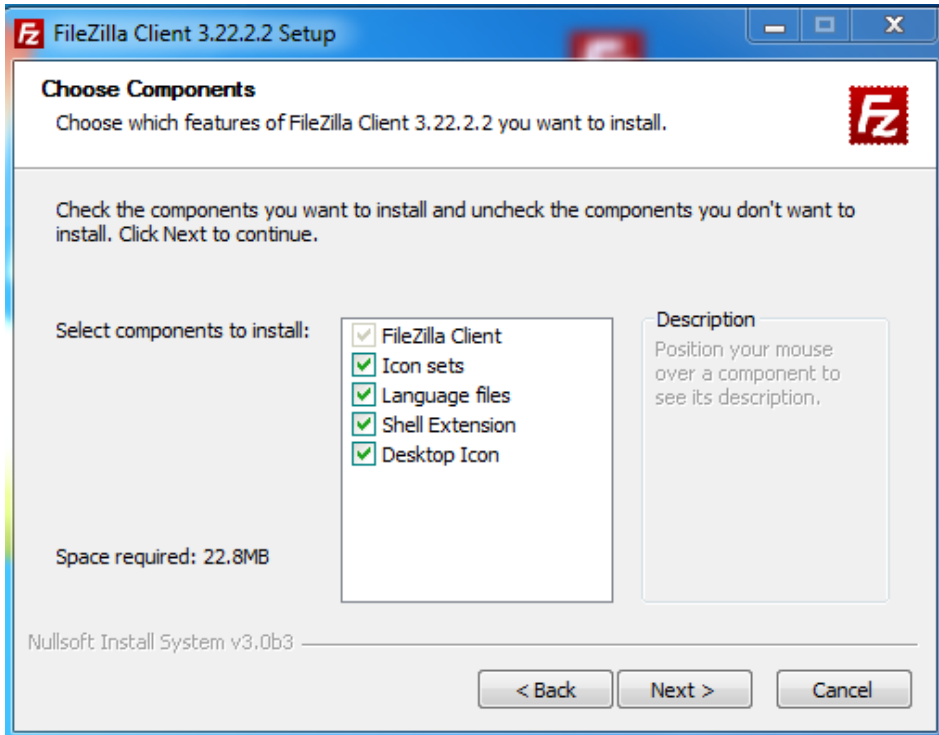 FileZilla Client 3.22.2.2 Setup
Choose Components
Choose which features of FileZilla Client 3.22.2.2 you want to install.
Fz
Check the components you want to install and uncheck the components you don't want to
install. Click Next to continue.
Select components to install:
FileZilla Client
Icon sets
Language files
Shell Extension
Desktop Icon
Description
Position your mouse
over a component to
see its description.
Space required: 22.8MB
Nullsoft Install System v3.0b3
< Back
Next >
Cancel